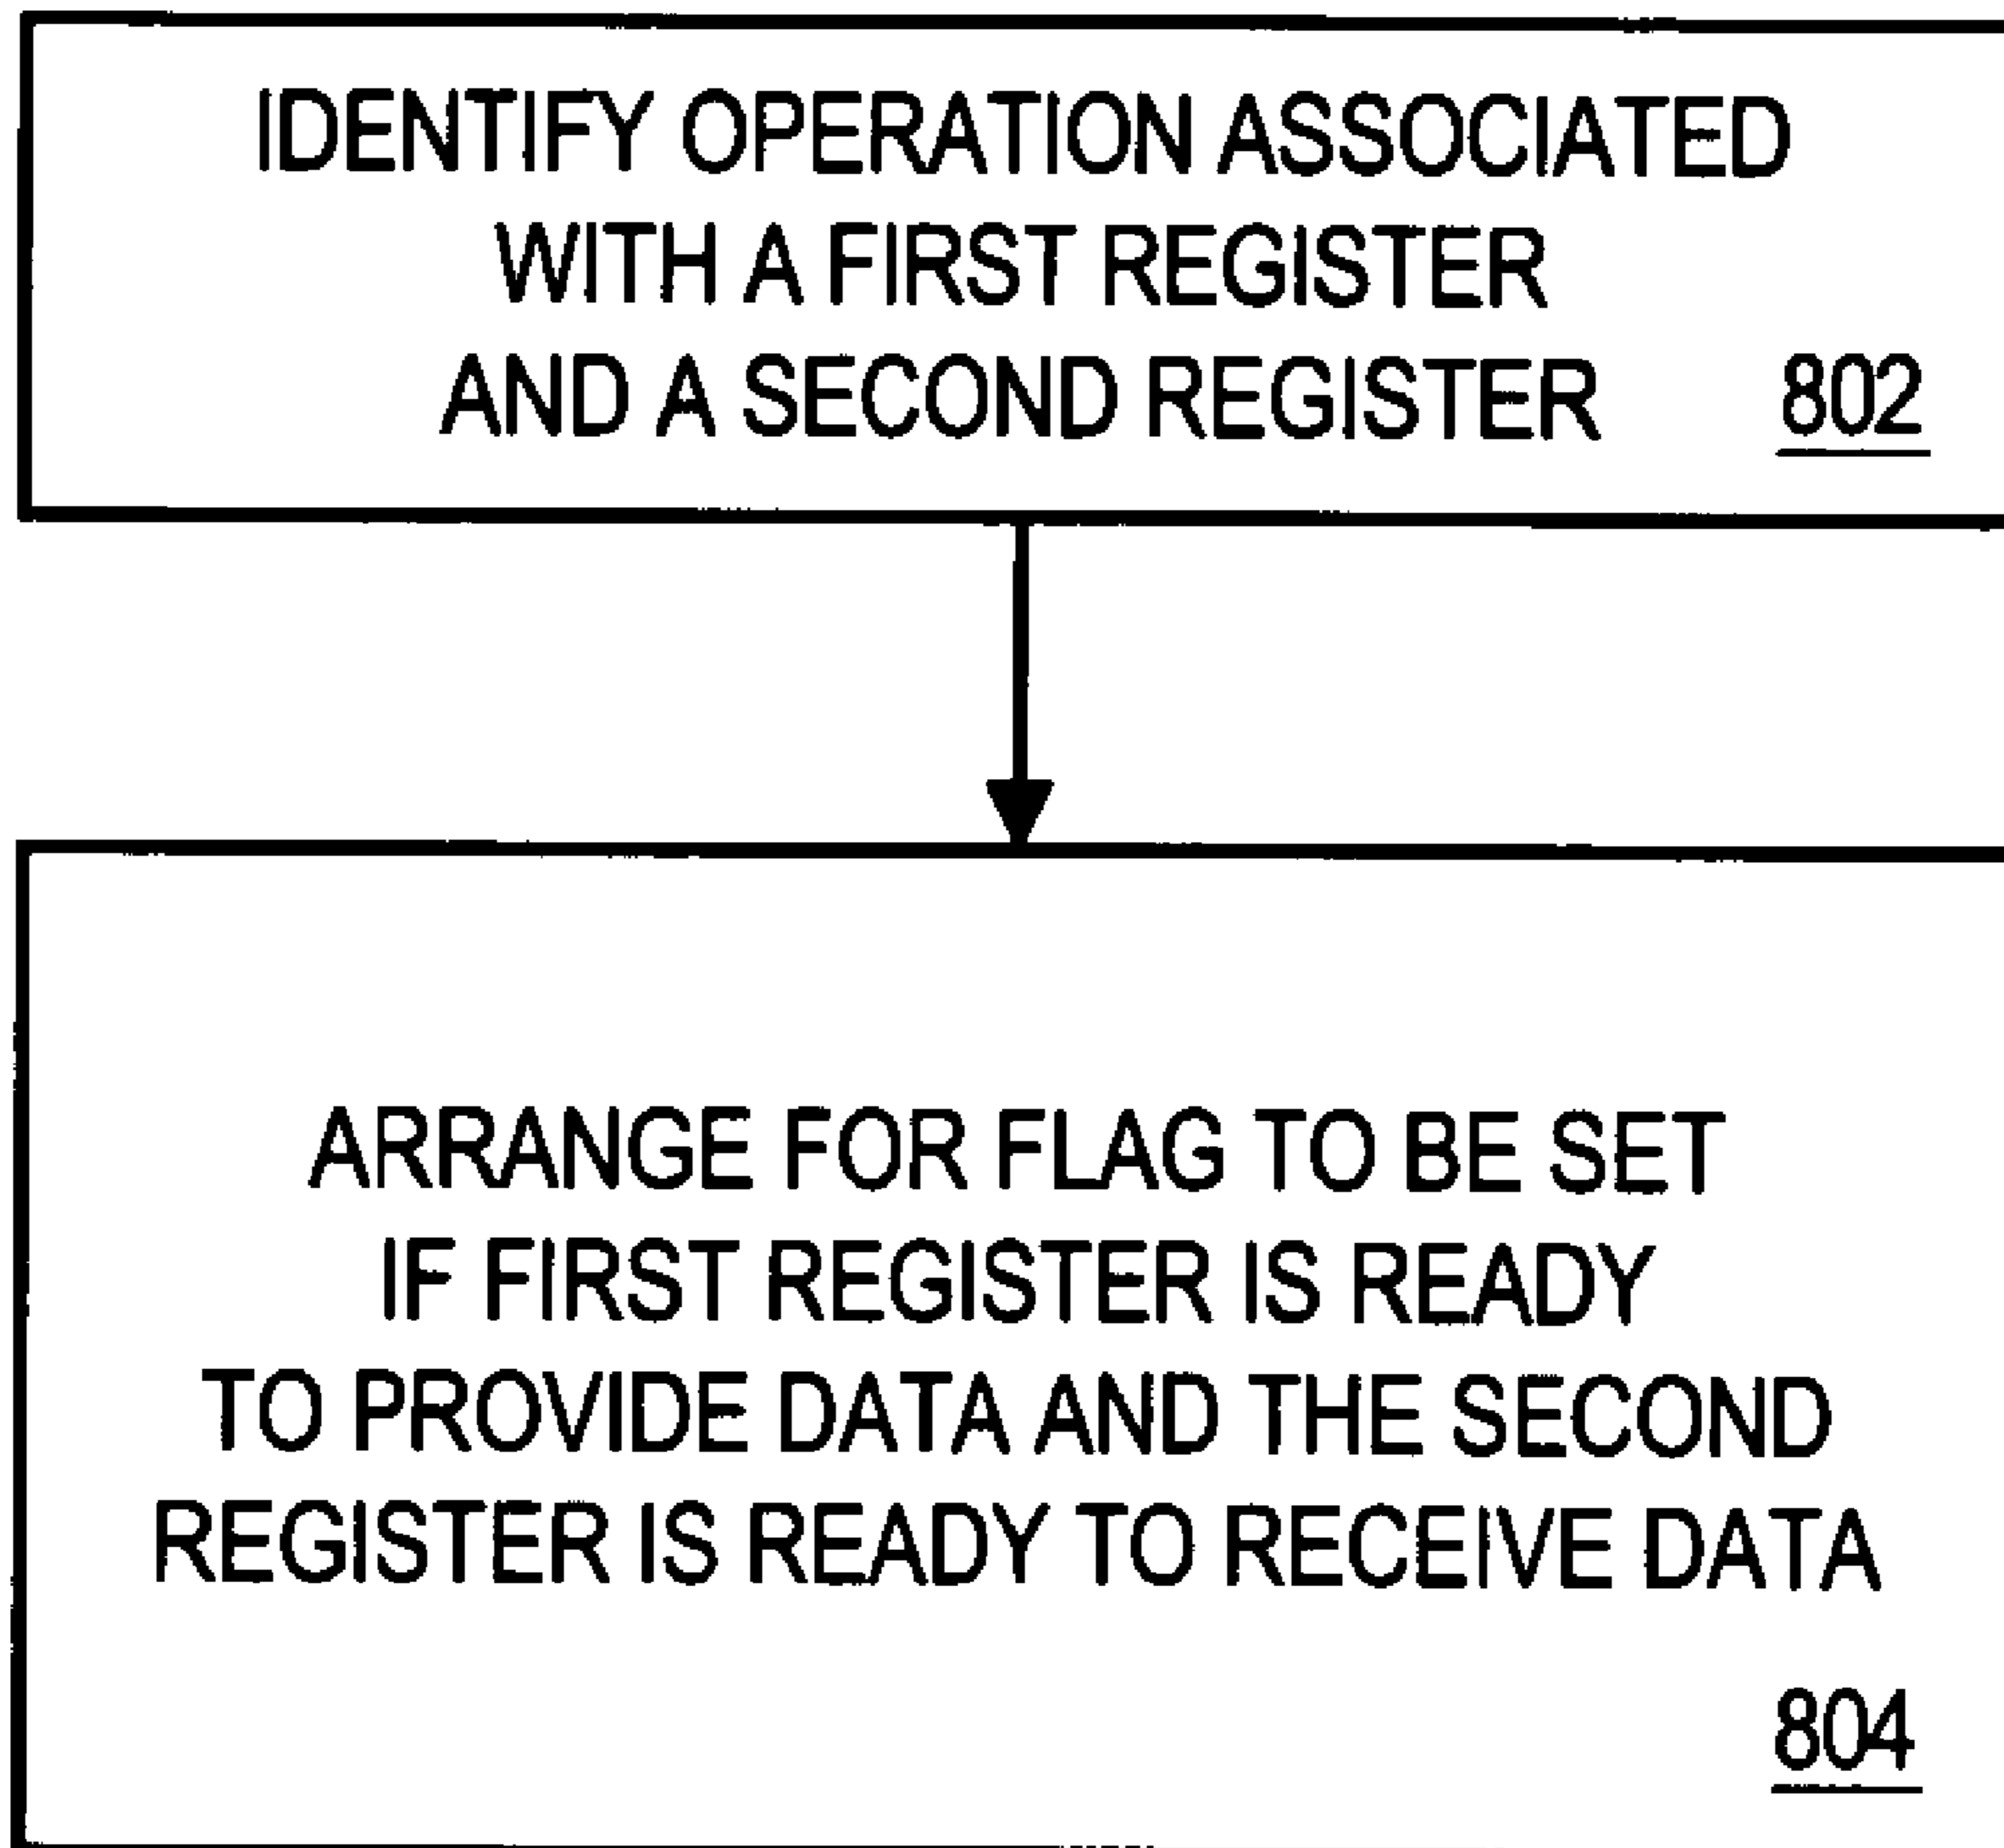 IDENTIFY OPERATION ASSOCIATED
WITH A FIRST REGISTER
AND A SECOND REGISTER 802
ARRANGE FOR FLAG TO BE SET
IF FIRST REGISTER IS READY
TO PROVIDE DATA AND THE SECOND
REGISTER IS READY TO RECEIVE DATA
804